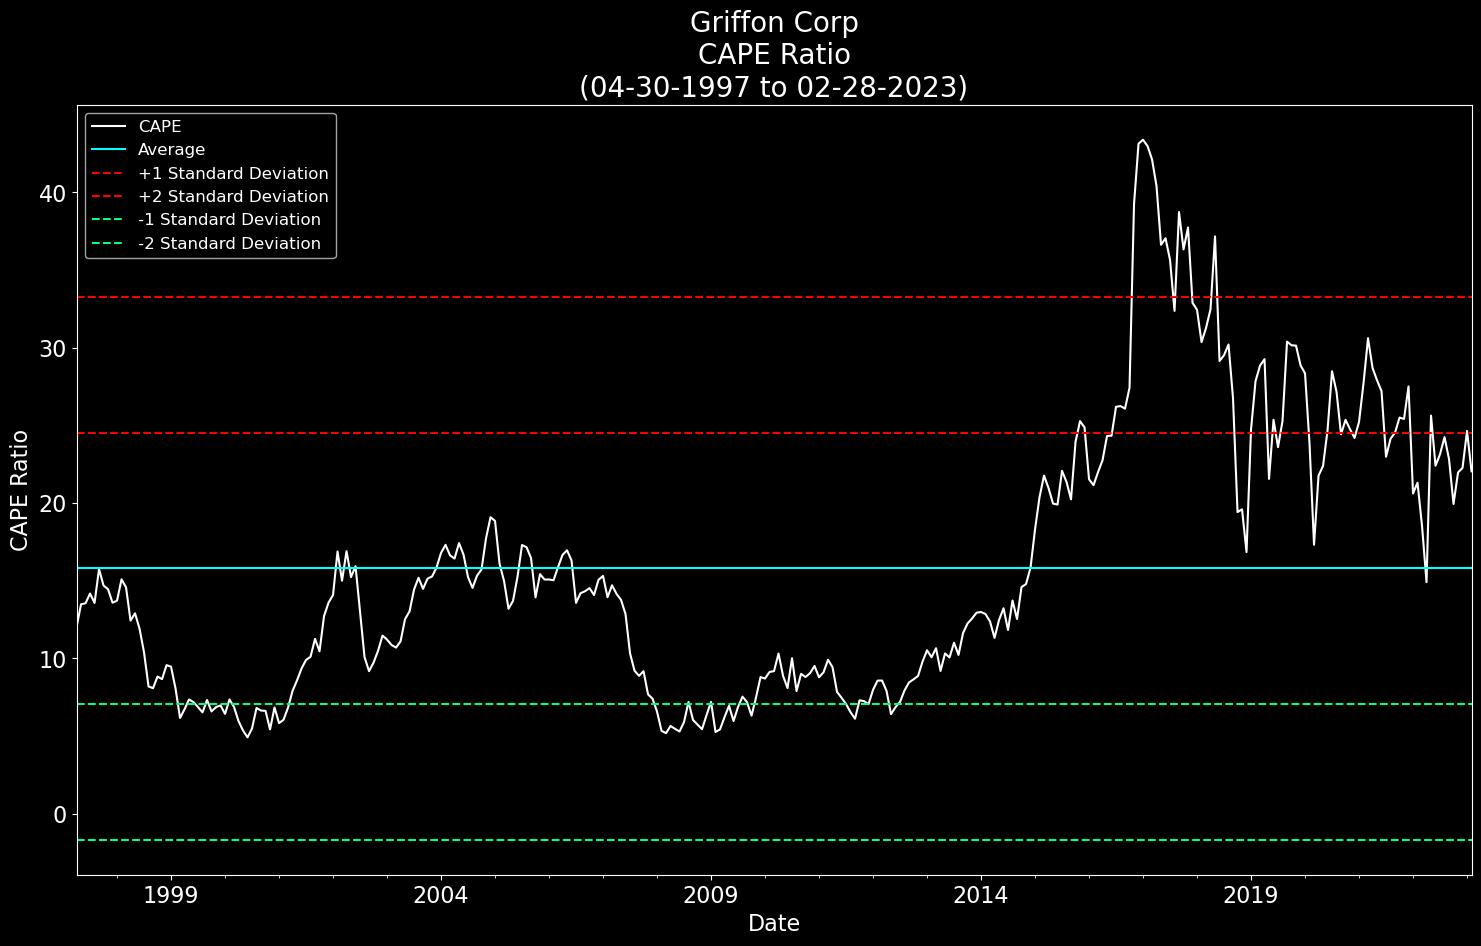 Griffon Corp
CAPE Ratio
(04-30-1997 to 02-28-2023)
CAPE
Average
+1 Standard Deviation
+2 Standard Deviation
-1 Standard Deviation
-2 Standard Deviation
40
30
20
10
0
CAPE Ratio
1999 2004 2009 2014 2019
Date